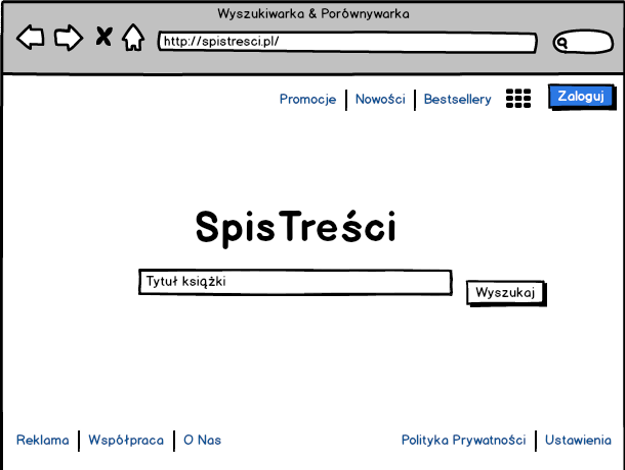 Wyszukiwarka & Porównywarka
http://spistresci.pl/
Promocje Nowości Bestsellery Zaloguj
SpisTreści
Tytuł książki
Wyszukaj
Reklama Współpraca O Nas Polityka Prywatności Ustawienia